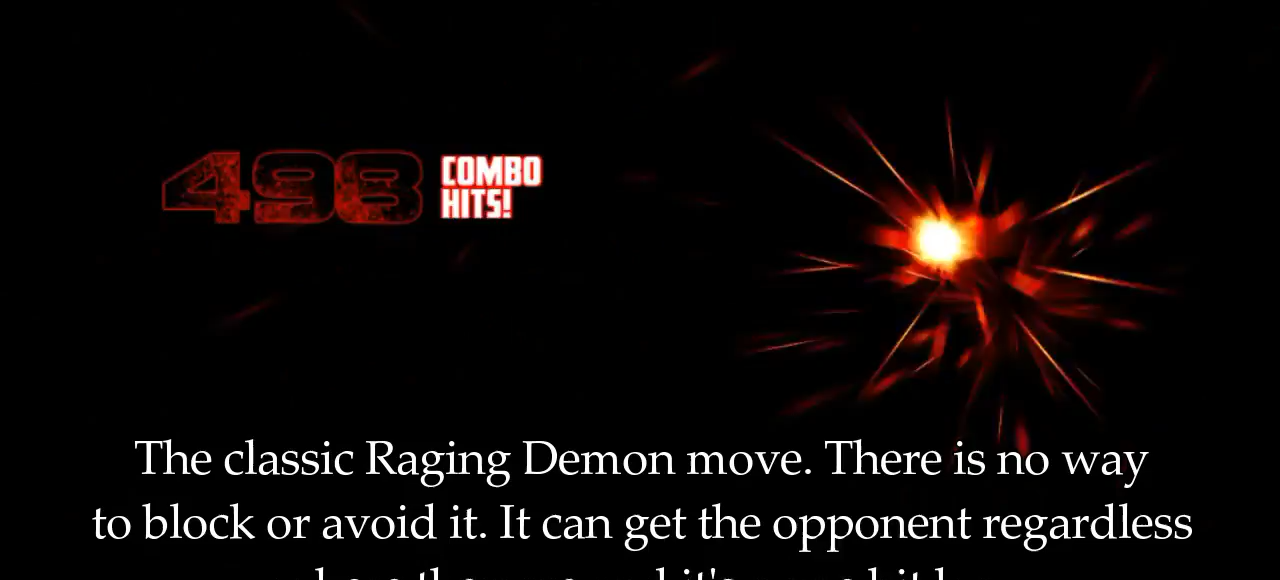 498 COMBO
HITS!
The classic Raging Demon move. There is no way
to block or avoid it. It can get the opponent regardless